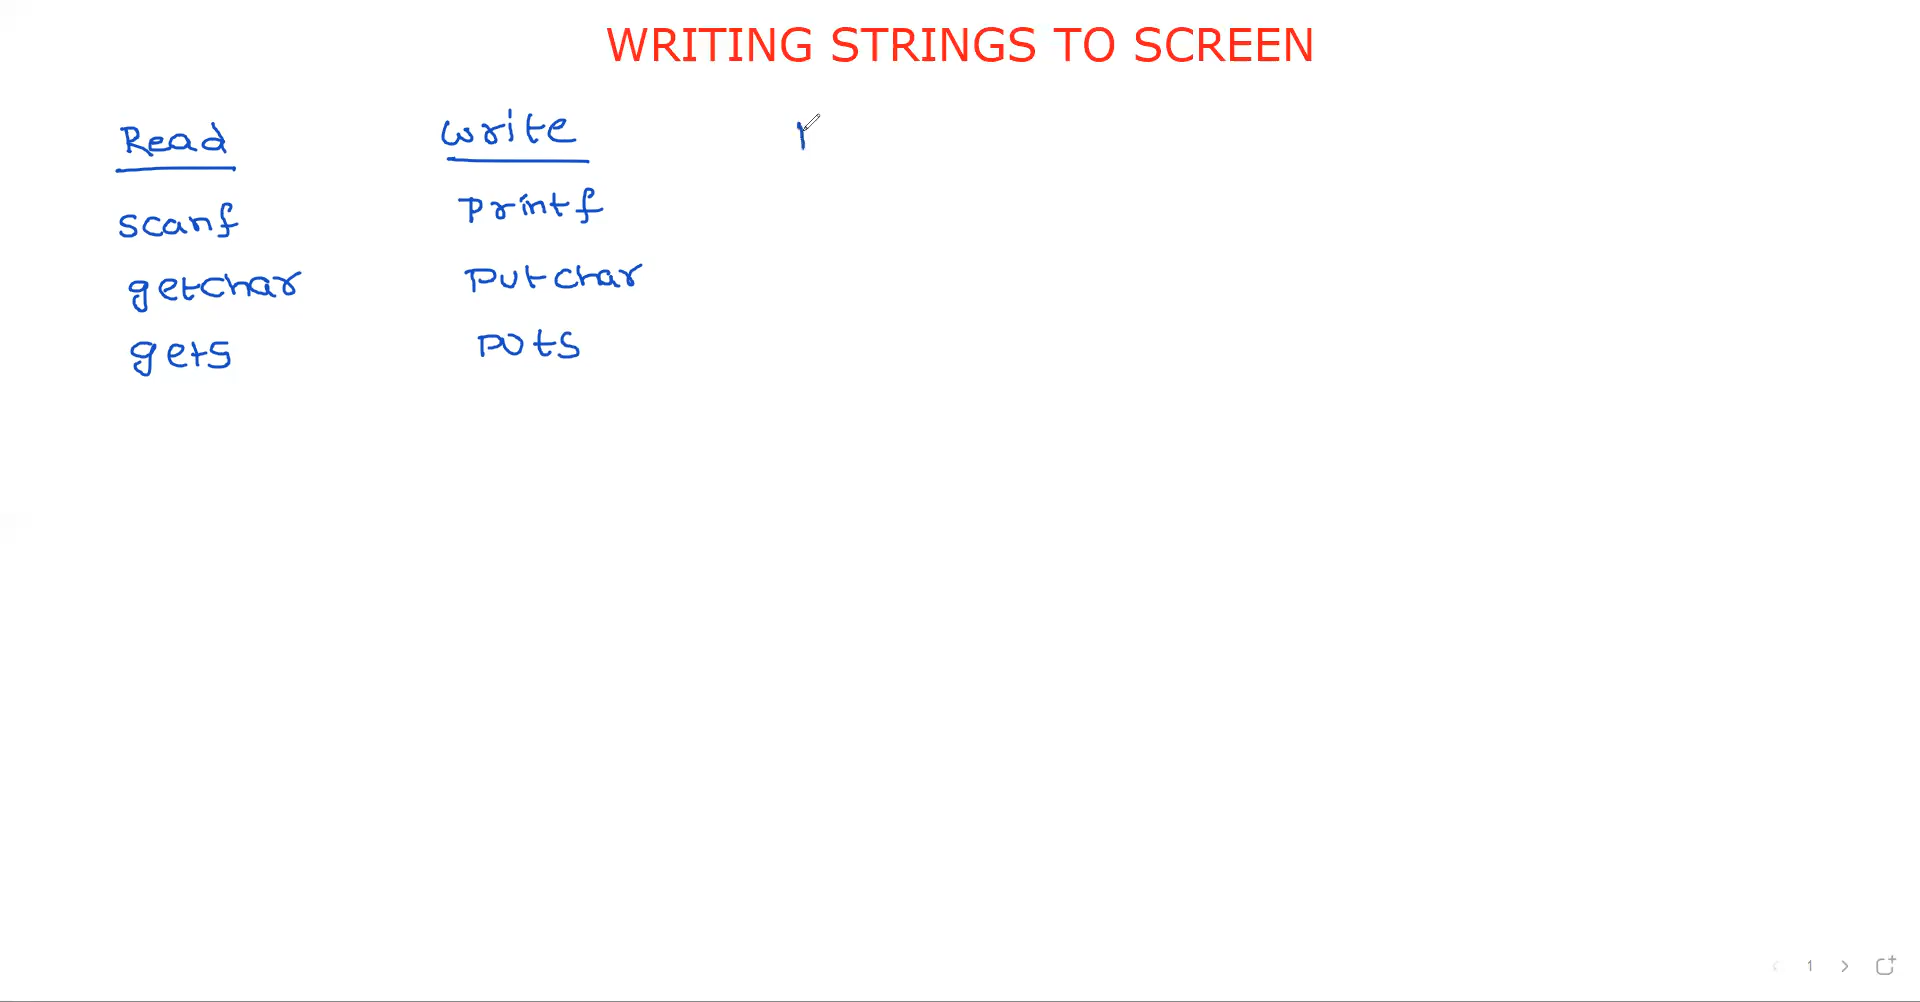 WRITING STRINGS TO SCREEN
Read write
scanf printf
getchar putchar
gets puts
1